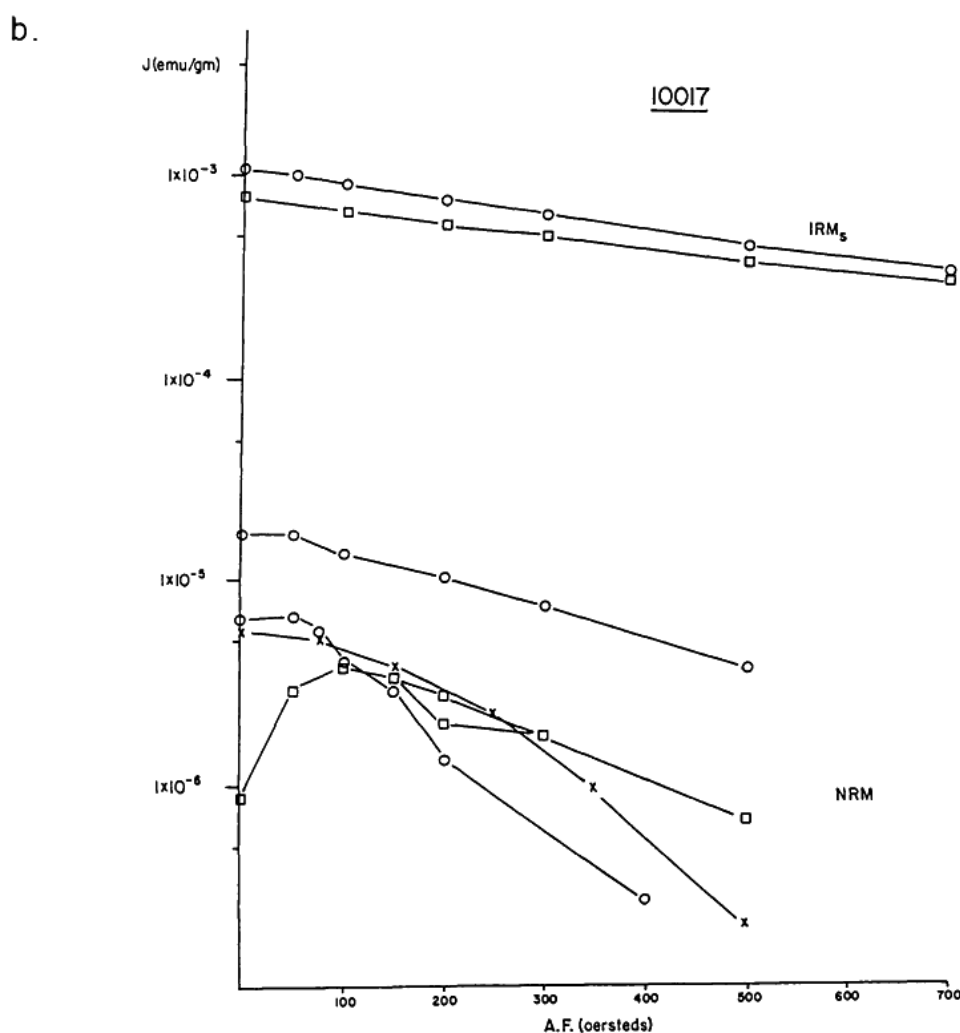 b.
J(emu/gm)
10017
1x10⁻³
IRMₛ
1x10⁻⁴
1x10⁻⁵
1x10⁻⁶
NRM
100 200 300 400 500 600 700
A.F. (oersteds)